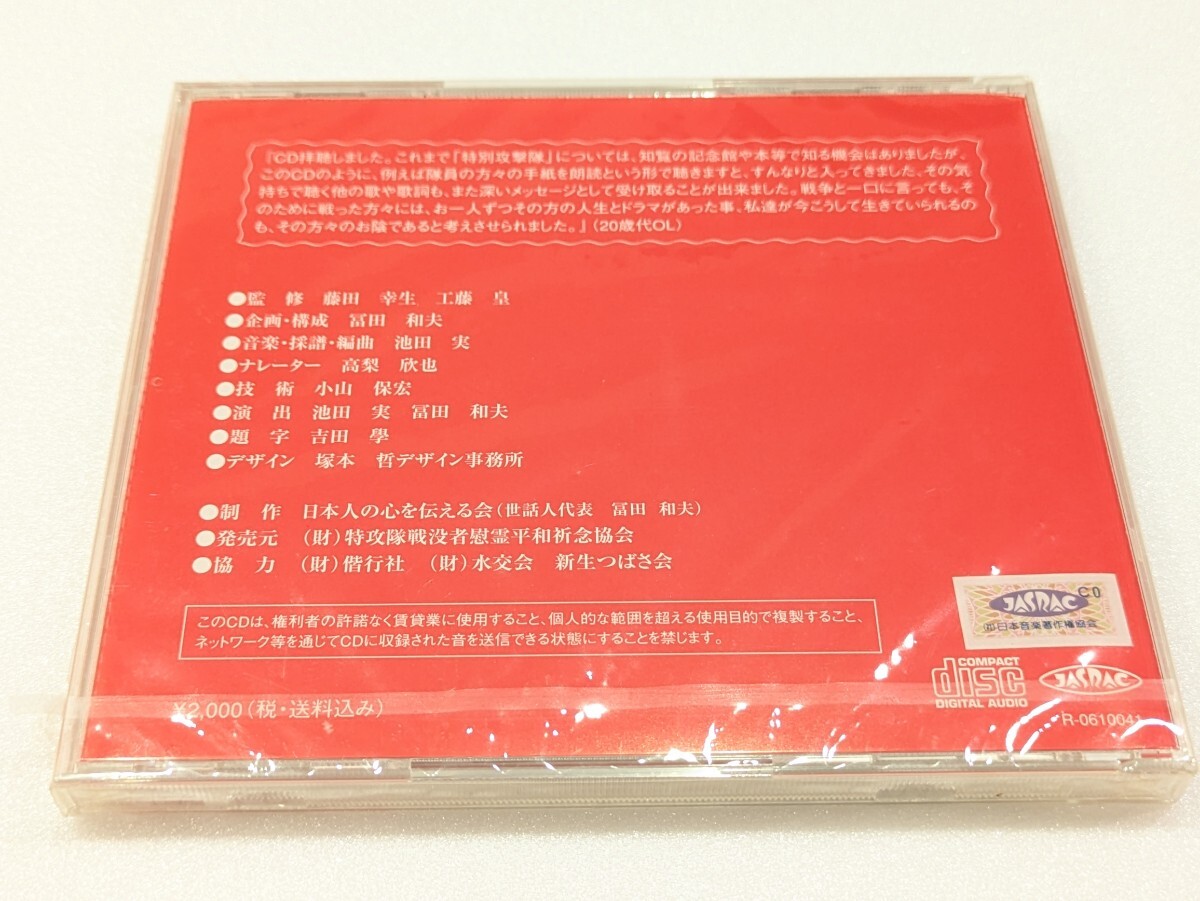 『CD拝聴しました。これまで「特別攻撃隊」については、知覧の記念館や本等で知る機会はありましたが。
このCDのように、例えば隊員の方々の手紙を朗読という形で聴きますと、すんなりと入ってきました。その気
持ちで聴く他の歌や歌詞も、また深いメッセージとして受け取ることが出来ました。戦争と一口に言っても、そ
のために戦った方々には、お一人ずつその方の人生とドラマがあった事。私達が今こうして生きていられるの
も、その方々のお陰であると考えさせられました。』(20歳代OL)
●監 修 藤田 幸生 工藤 皇
●企画・構成 冨田 和夫
●音楽・採譜・編曲 池田 実
●ナレーター 高梨 欣也
●技 術 小山 保宏
●演 出 池田 実 冨田 和夫
●題 字 吉田 學
●デザイン 塚本 哲デザイン事務所
●制 作 日本人の心を伝える会(世話人代表 冨田 和夫)
●発売元 (財)特攻隊戦没者慰霊平和祈念協会
●協 力 (財)偕行社 (財)水交会 新生つばさ会
このCDは、権利者の許諾なく賃貸業に使用すること、個人的な範囲を超える使用目的で複製すること、
ネットワーク等を通じてCDに収録された音を送信できる状態にすることを禁じます。
JASRAC C0
(社)日本音楽著作権協会
COMPACT
disc
DIGITAL AUDIO
JASRAC
R-0610041
¥2,000(税・送料込み)